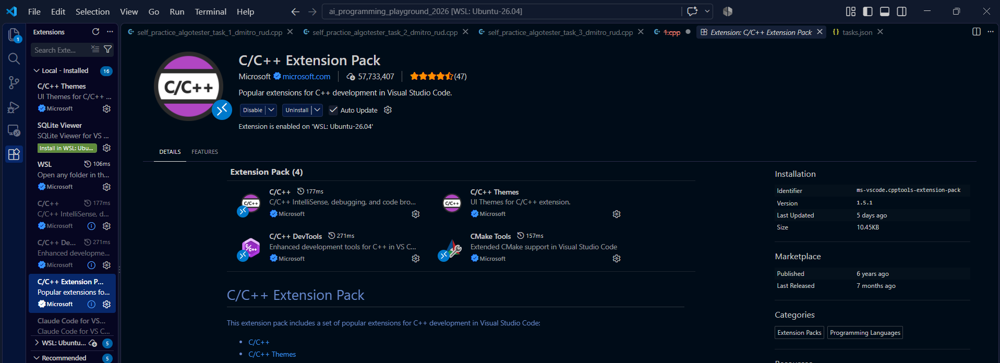 File Edit Selection View Go Run Terminal Help
ai_programming_playground_2026 [WSL: Ubuntu-26.04]
Extensions
self_practice_algotester_task_1_dmitro_rud.cpp
self_practice_algotester_task_2_dmitro_rud.cpp
self_practice_algotester_task_3_dmitro_rud.cpp
1.cpp
Extension: C/C++ Extension Pack
{} tasks.json
1
Search Exte...
Local - Installed 16
C/C++ Themes
UI Themes for C/C++ ...
Microsoft
SQLite Viewer
SQLite Viewer for VS ...
Install in WSL: Ubu...
WSL 106ms
Open any folder in th...
Microsoft
C/C++ 177ms
C/C++ IntelliSense, d...
Microsoft
C/C++ De... 271ms
Enhanced developme...
Microsoft
C/C++ Extension P...
Popular extensions fo...
Microsoft
Claude Code for VS...
Claude Code for VS C...
WSL: Ubuntu... 5
Recommended 5
C/C++
C/C++ Extension Pack
Microsoft microsoft.com 57,733,407 (47)
Popular extensions for C++ development in Visual Studio Code.
Disable Uninstall Auto Update
Extension is enabled on 'WSL: Ubuntu-26.04'
DETAILS FEATURES
Extension Pack (4)
C/C++
C/C++ 177ms
C/C++ IntelliSense, debugging, and code bro...
Microsoft
C/C++
C/C++ Themes
UI Themes for C/C++ extension.
Microsoft
C/C++
C/C++ DevTools 271ms
Enhanced development tools for C++ in VS C...
Microsoft
CMake Tools 157ms
Extended CMake support in Visual Studio Code
Microsoft
C/C++ Extension Pack
This extension pack includes a set of popular extensions for C++ development in Visual Studio Code:
• C/C++
• C/C++ Themes
Installation
Identifier ms-vscode.cpptools-extension-pack
Version 1.5.1
Last Updated 5 days ago
Size 10.45KB
Marketplace
Published 6 years ago
Last Released 7 months ago
Categories
Extension Packs Programming Languages